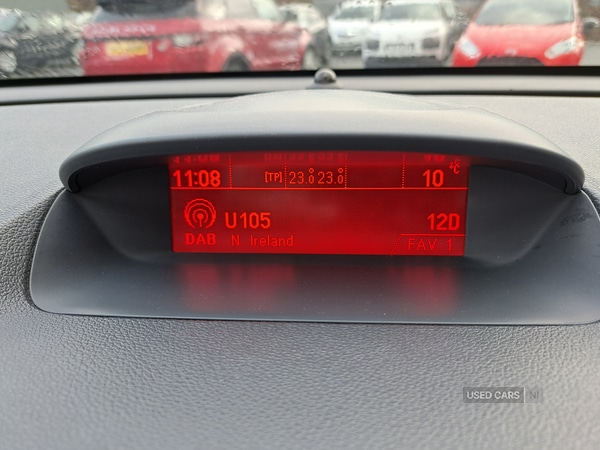 11:08 [TP] 23.0 23.0 10 °C
U105 12D
DAB N Ireland FAV 1
USED CARS NI